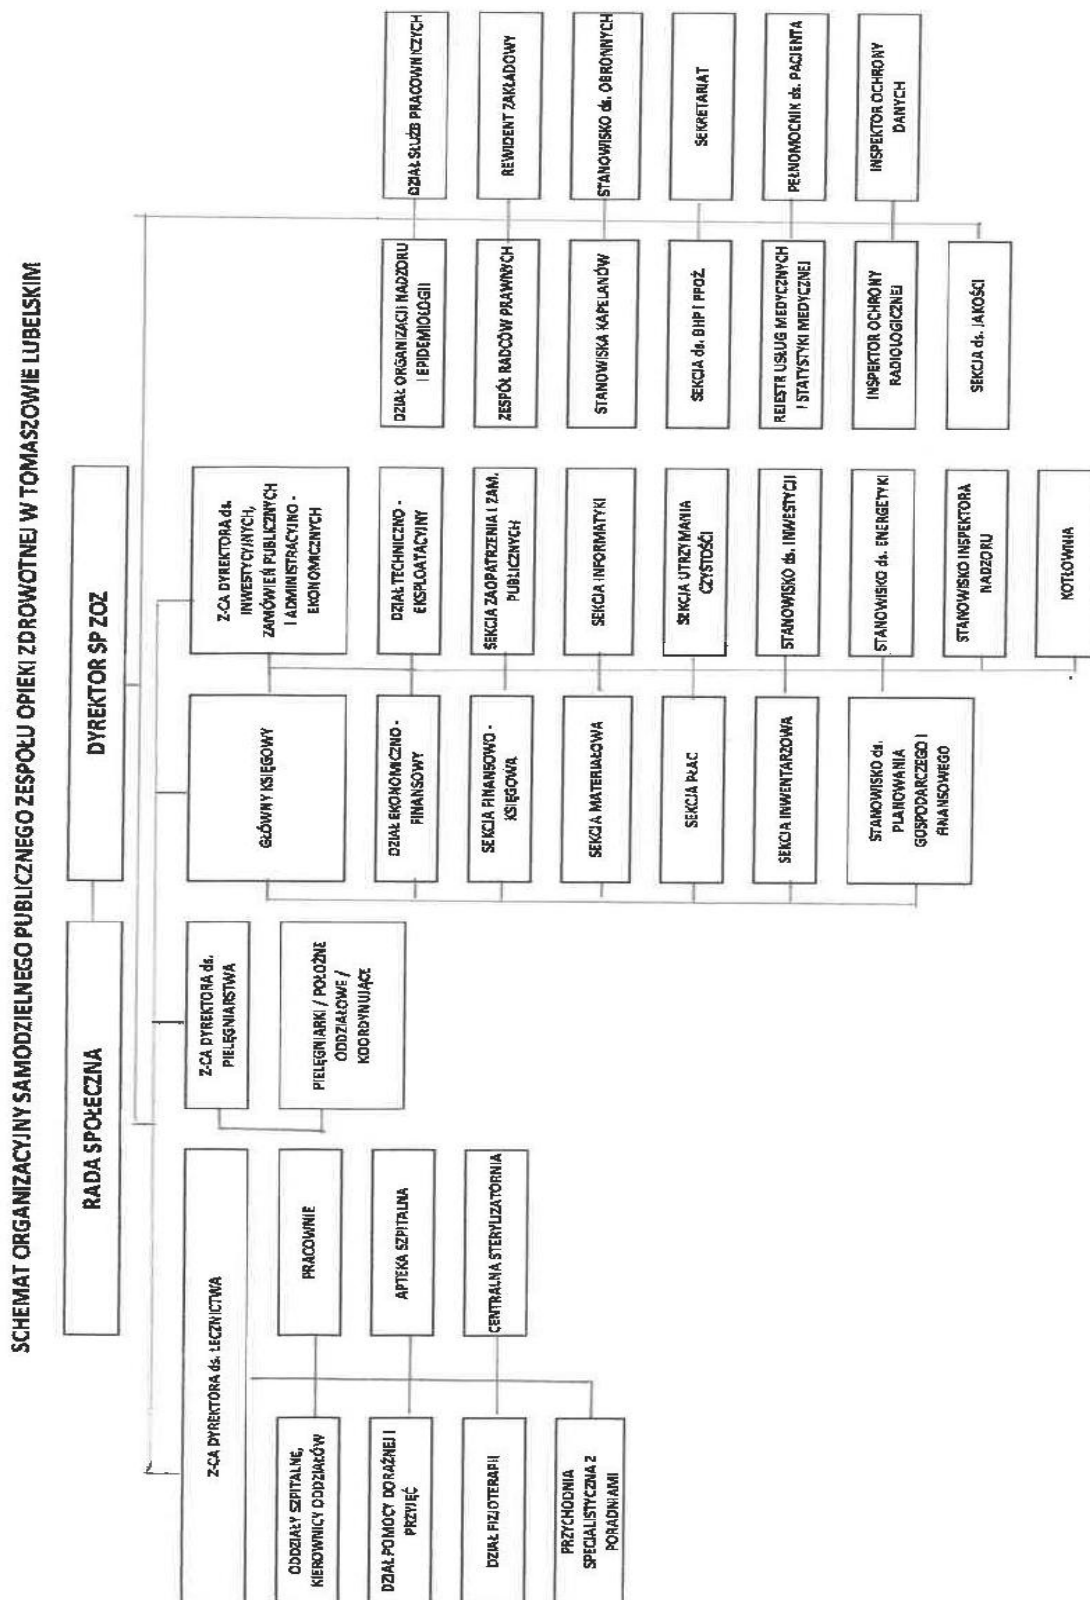 SCHEMAT ORGANIZACYJNY SAMODZIELNEGO PUBLICZNEGO ZESPOŁU OPIEKI ZDROWOTNEJ W TOMASZOWIE LUBELSKIM
RADA SPOŁECZNA
DYREKTOR SP ZOZ
Z-CA DYREKTORA ds. LECZNICTWA
ODDZIAŁY SZPITALNE,
KIEROWNICY ODDZIAŁÓW
PRACOWNIE
DZIAŁ POMOCY DORAŹNEJ I
PRZYJĘĆ
APTEKA SZPITALNA
DZIAŁ FIZJOTERAPII
CENTRALNA STERYLIZATORNIA
PRZYCHODNIA
SPECJALISTYCZNA Z
PORADNIAMI
Z-CA DYREKTORA ds.
PIELĘGNIARSTWA
PIELĘGNIARKI / POŁOŻNE
ODDZIAŁOWE /
KOORDYNUJĄCE
GŁÓWNY KSIĘGOWY
DZIAŁ EKONOMICZNO -
FINANSOWY
SEKCJA FINANSOWO -
KSIĘGOWA
SEKCJA MATERIAŁOWA
SEKCJA PŁAC
SEKCJA INWENTARZOWA
STANOWISKO ds.
PLANOWANIA
GOSPODARCZEGO I
FINANSOWEGO
Z-CA DYREKTORA ds.
INWESTYCYJNYCH,
ZAMÓWIEŃ PUBLICZNYCH
I ADMINISTRACYJNO -
EKONOMICZNYCH
DZIAŁ TECHNICZNO -
EKSPLOATACYJNY
SEKCJA ZAOPATRZENIA I ZAM.
PUBLICZNYCH
SEKCJA INFORMATYKI
SEKCJA UTRZYMANIA
CZYSTOŚCI
STANOWISKO ds. INWESTYCJI
STANOWISKO ds. ENERGETYKI
STANOWISKO INSPEKTORA
NADZORU
KOTŁOWNIA
DZIAŁ ORGANIZACJI NADZORU
I EPIDEMIOLOGII
DZIAŁ SŁUŻB PRACOWNICZYCH
ZESPÓŁ RADCÓW PRAWNYCH
REWIDENT ZAKŁADOWY
STANOWISKA KAPELANÓW
STANOWISKO ds. OBRONNYCH
SEKCJA ds. BHP I PPOŻ.
SEKRETARIAT
REJESTR USŁUG MEDYCZNYCH
I STATYSTYKI MEDYCZNEJ
PEŁNOMOCNIK ds. PACJENTA
INSPEKTOR OCHRONY
RADIOLOGICZNEJ
INSPEKTOR OCHRONY
DANYCH
SEKCJA ds. JAKOŚCI